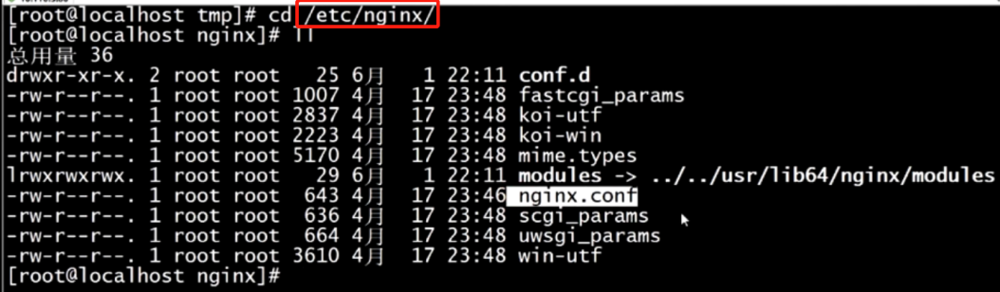 [root@localhost tmp]# cd /etc/nginx/
[root@localhost nginx]# ll
总用量 36
drwxr-xr-x. 2 root root   25 6月   1 22:11 conf.d
-rw-r--r--. 1 root root 1007 4月  17 23:48 fastcgi_params
-rw-r--r--. 1 root root 2837 4月  17 23:48 koi-utf
-rw-r--r--. 1 root root 2223 4月  17 23:48 koi-win
-rw-r--r--. 1 root root 5170 4月  17 23:48 mime.types
lrwxrwxrwx. 1 root root   29 6月   1 22:11 modules -> ../../usr/lib64/nginx/modules
-rw-r--r--. 1 root root  643 4月  17 23:46 nginx.conf
-rw-r--r--. 1 root root  636 4月  17 23:48 scgi_params
-rw-r--r--. 1 root root  664 4月  17 23:48 uwsgi_params
-rw-r--r--. 1 root root 3610 4月  17 23:48 win-utf
[root@localhost nginx]#